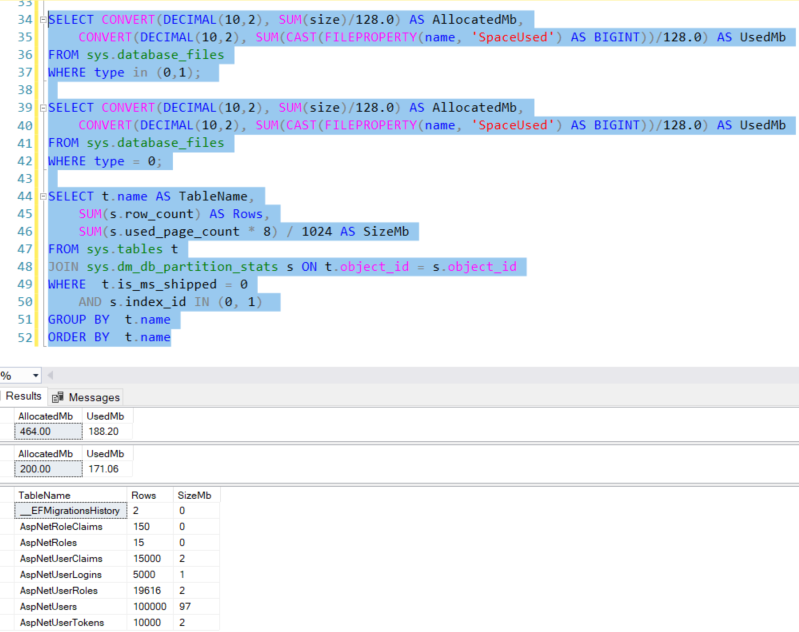 33
34 SELECT CONVERT(DECIMAL(10,2), SUM(size)/128.0) AS AllocatedMb,
35 CONVERT(DECIMAL(10,2), SUM(CAST(FILEPROPERTY(name, 'SpaceUsed') AS BIGINT))/128.0) AS UsedMb
36 FROM sys.database_files
37 WHERE type in (0,1);
38
39 SELECT CONVERT(DECIMAL(10,2), SUM(size)/128.0) AS AllocatedMb,
40 CONVERT(DECIMAL(10,2), SUM(CAST(FILEPROPERTY(name, 'SpaceUsed') AS BIGINT))/128.0) AS UsedMb
41 FROM sys.database_files
42 WHERE type = 0;
43
44 SELECT t.name AS TableName,
45 SUM(s.row_count) AS Rows,
46 SUM(s.used_page_count * 8) / 1024 AS SizeMb
47 FROM sys.tables t
48 JOIN sys.dm_db_partition_stats s ON t.object_id = s.object_id
49 WHERE t.is_ms_shipped = 0
50 AND s.index_id IN (0, 1)
51 GROUP BY t.name
52 ORDER BY t.name
%
Results Messages
AllocatedMb UsedMb
464.00 188.20
AllocatedMb UsedMb
200.00 171.06
TableName Rows SizeMb
__EFMigrationsHistory 2 0
AspNetRoleClaims 150 0
AspNetRoles 15 0
AspNetUserClaims 15000 2
AspNetUserLogins 5000 1
AspNetUserRoles 19616 2
AspNetUsers 100000 97
AspNetUserTokens 10000 2